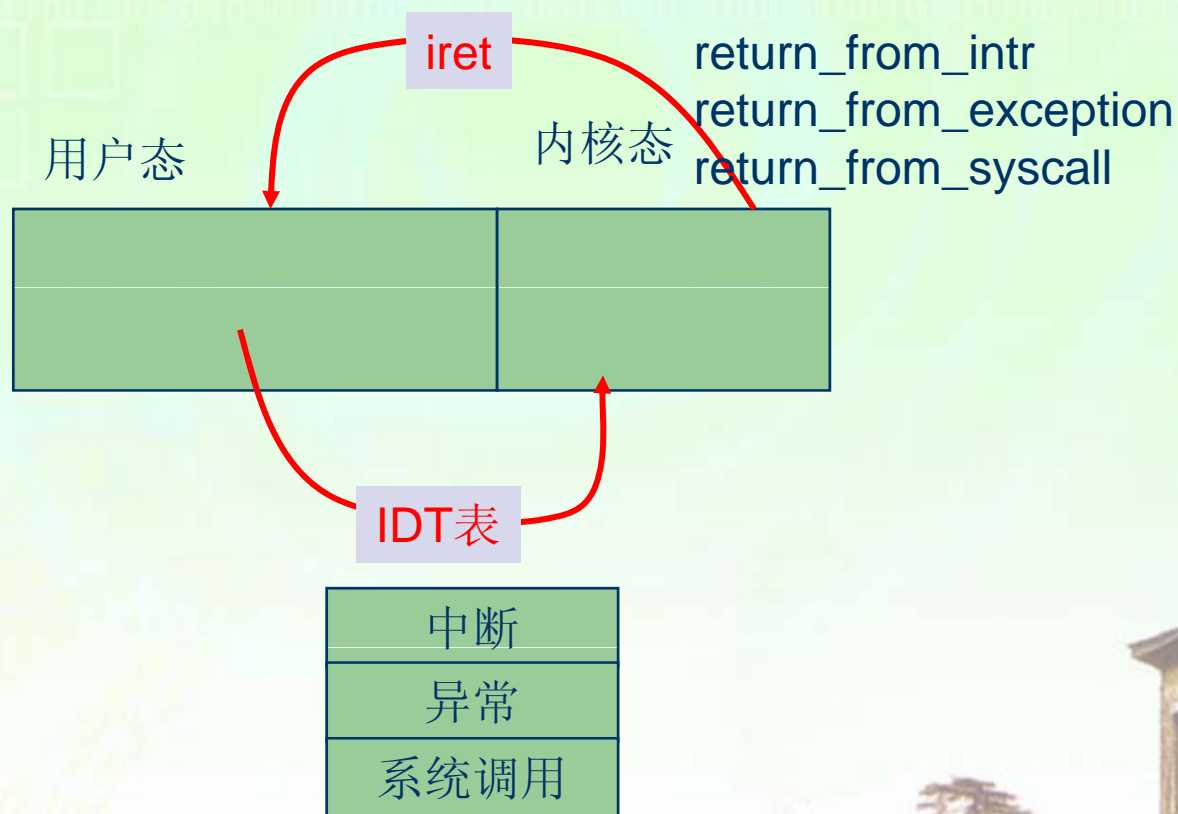 iret
return_from_intr
return_from_exception
return_from_syscall
用户态
内核态
IDT表
中断
异常
系统调用